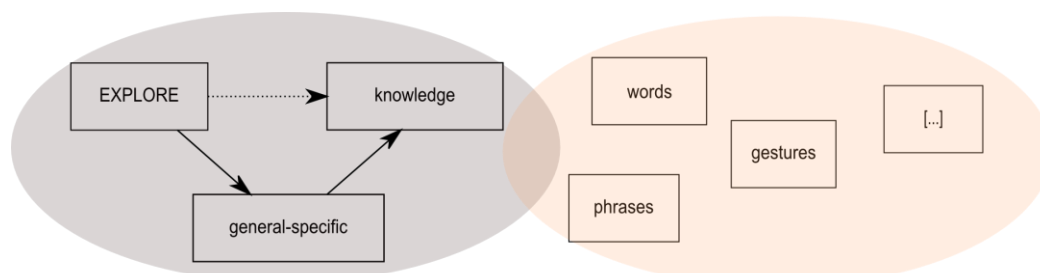 EXPLORE
knowledge
general-specific
words
gestures
[...]
phrases